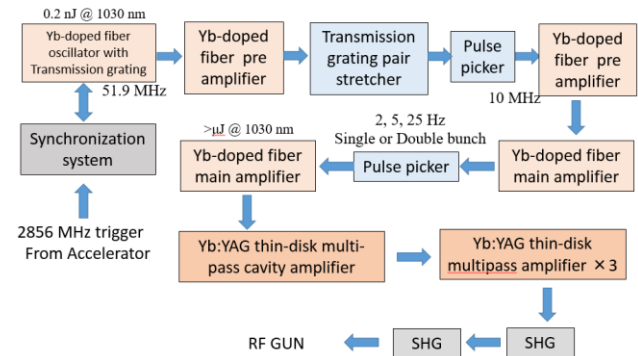 0.2 nJ @ 1030 nm
Yb-doped fiber
oscillator with
Transmission grating
Yb-doped
fiber pre
amplifier
Transmission
grating pair
stretcher
Pulse
picker
Yb-doped
fiber pre
amplifier
51.9 MHz
10 MHz
Synchronization
system
2856 MHz trigger
From Accelerator
>μJ @ 1030 nm
Yb-doped fiber
main amplifier
2, 5, 25 Hz
Single or Double bunch
Pulse picker
Yb-doped fiber
main amplifier
Yb:YAG thin-disk multi-
pass cavity amplifier
Yb:YAG thin-disk
multipass amplifier ×3
RF GUN
SHG
SHG